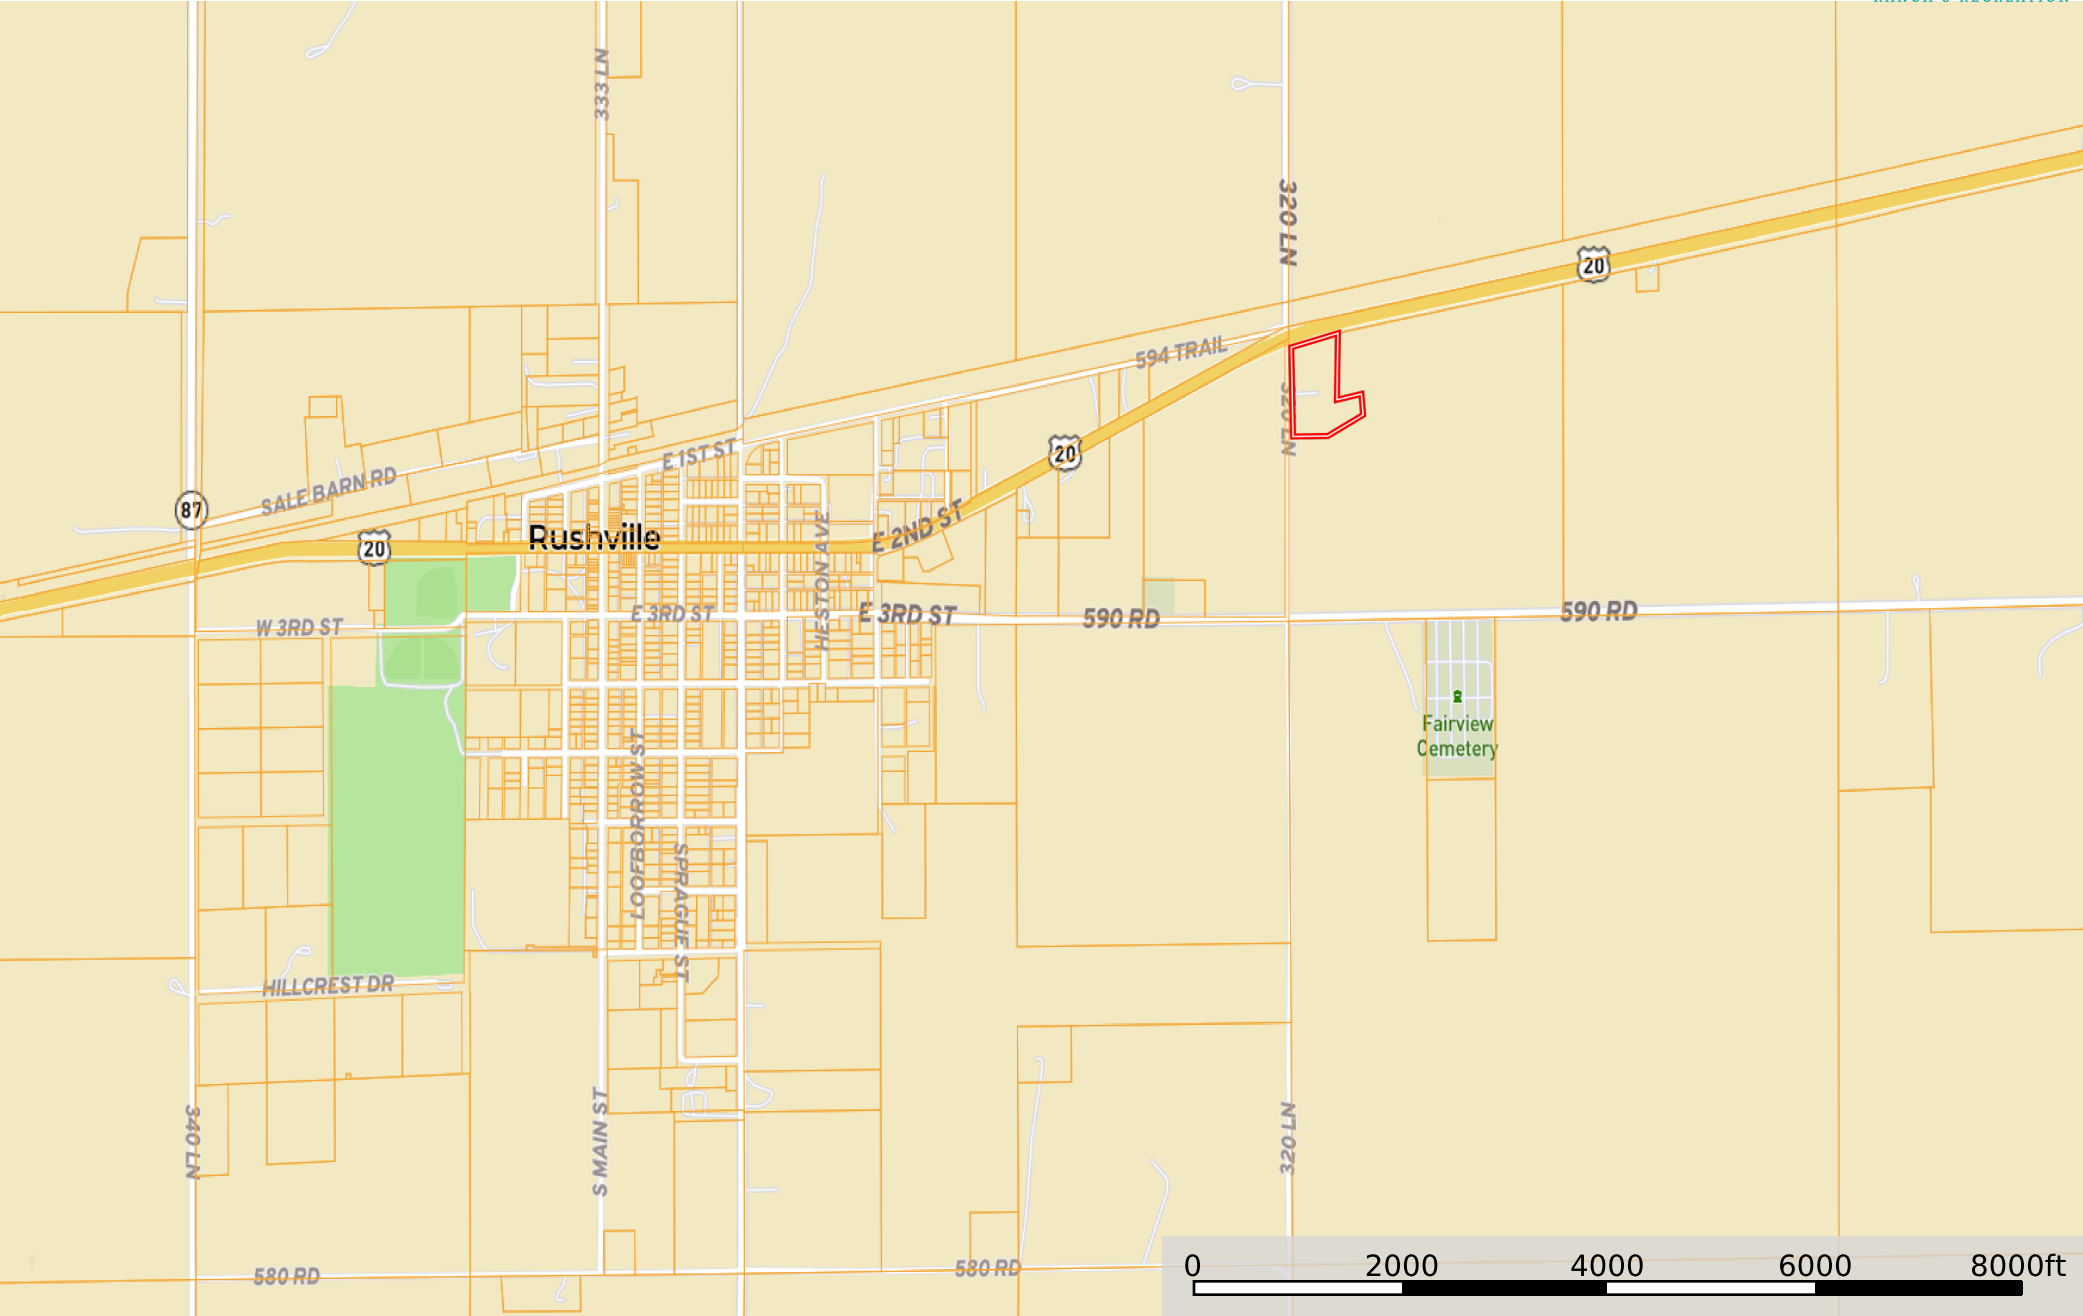 RANCH & RECREATION
333 LN
320 LN
20
594 TRAIL
320 LN
E 1ST ST
20
SALE BARN RD
87
20
Rushville
E 2ND ST
HESTON AVE
W 3RD ST
E 3RD ST
E 3RD ST
590 RD
590 RD
Fairview
Cemetery
LOOFBORROW ST
SPRAGUE ST
HILLCREST DR
340 LN
S MAIN ST
320 LN
580 RD
580 RD
0 2000 4000 6000 8000ft